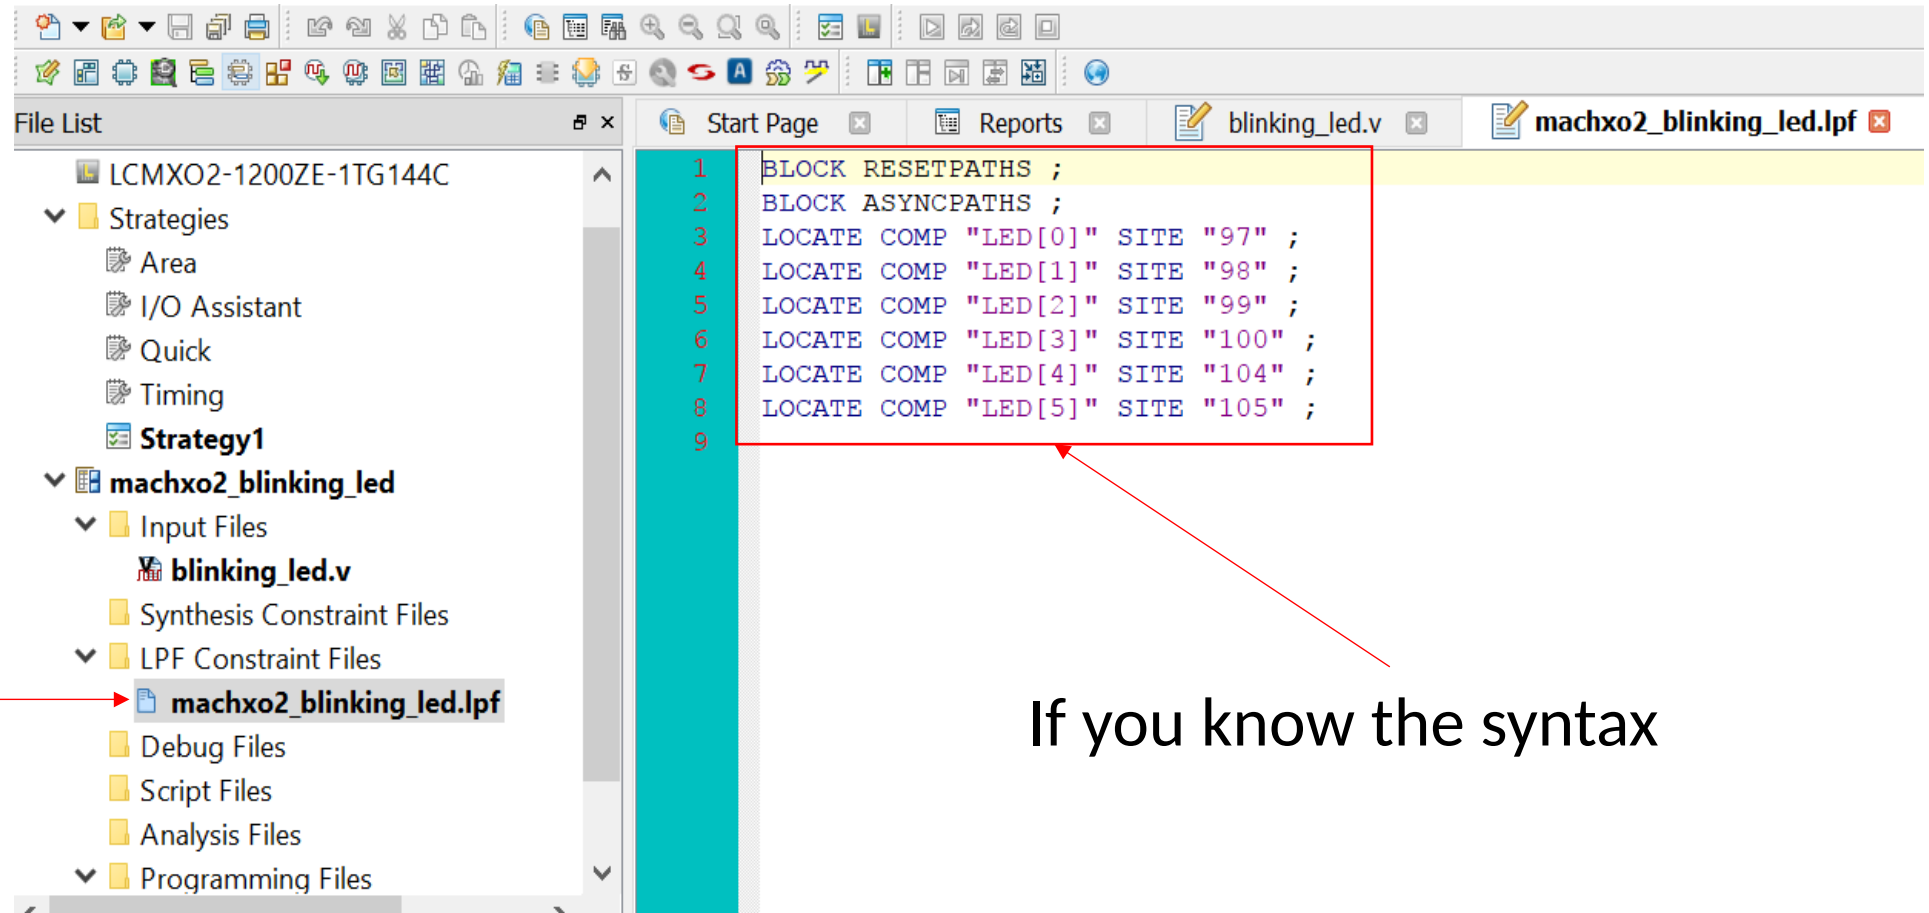 File List
LCMXO2-1200ZE-1TG144C
Strategies
Area
I/O Assistant
Quick
Timing
Strategy1
machxo2_blinking_led
Input Files
blinking_led.v
Synthesis Constraint Files
LPF Constraint Files
machxo2_blinking_led.lpf
Debug Files
Script Files
Analysis Files
Programming Files
Start Page Reports blinking_led.v machxo2_blinking_led.lpf
1 BLOCK RESETPATHS ;
2 BLOCK ASYNCPATHS ;
3 LOCATE COMP "LED[0]" SITE "97" ;
4 LOCATE COMP "LED[1]" SITE "98" ;
5 LOCATE COMP "LED[2]" SITE "99" ;
6 LOCATE COMP "LED[3]" SITE "100" ;
7 LOCATE COMP "LED[4]" SITE "104" ;
8 LOCATE COMP "LED[5]" SITE "105" ;
9
If you know the syntax